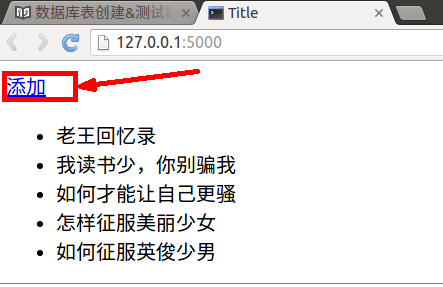 数据库表创建&测试
Title
127.0.0.1:5000
添加
老王回忆录
我读书少，你别骗我
如何才能让自己更骚
怎样征服美丽少女
如何征服英俊少男